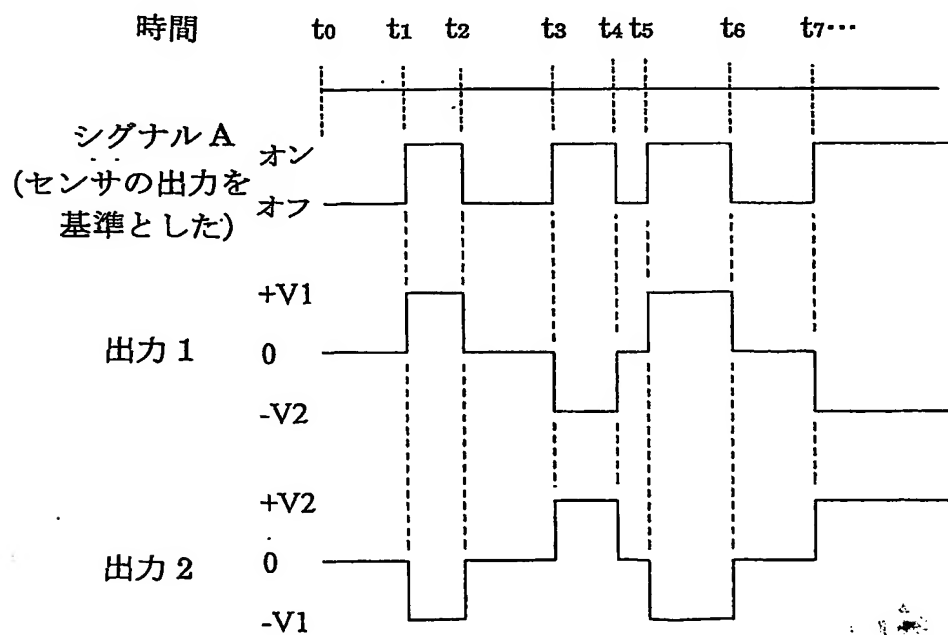 時間 t0 t1 t2 t3 t4 t5 t6 t7…
シグナル A
(センサの出力を
基準とした)
オン
オフ
出力 1
+V1
0
-V2
出力 2
+V2
0
-V1